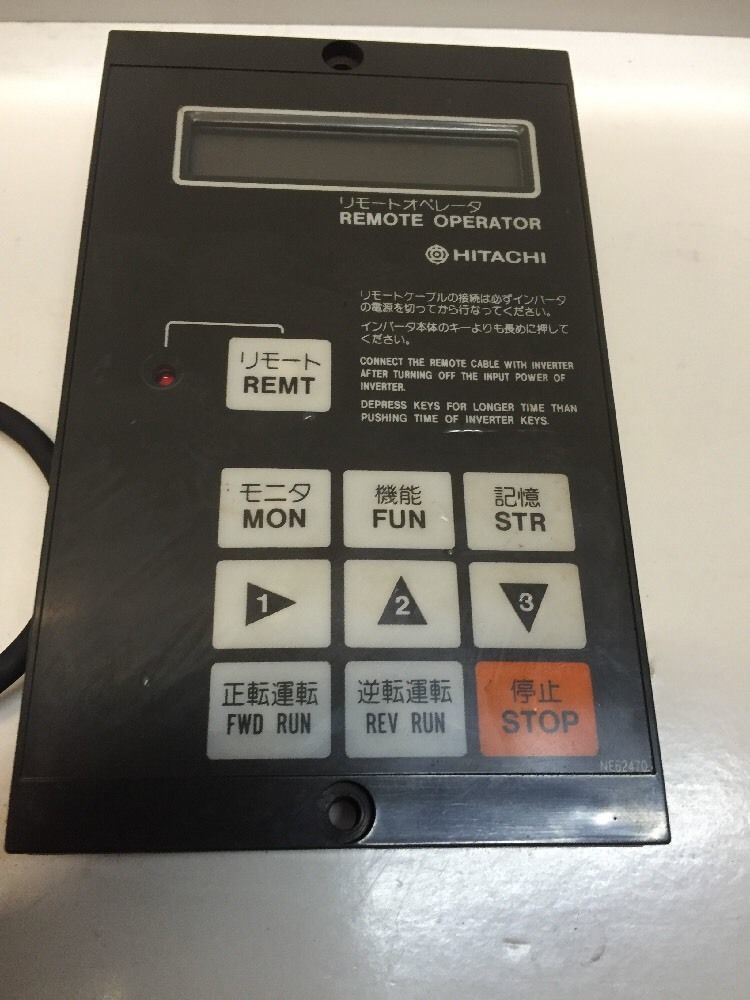 リモートオペレータ
REMOTE OPERATOR
HITACHI
リモートケーブルの接続は必ずインバータ
の電源を切ってから行なってください。
インバータ本体のキーよりも長めに押して
ください。
CONNECT THE REMOTE CABLE WITH INVERTER
AFTER TURNING OFF THE INPUT POWER OF
INVERTER.
DEPRESS KEYS FOR LONGER TIME THAN
PUSHING TIME OF INVERTER KEYS.
リモート
REMT
モニタ
MON
機能
FUN
記憶
STR
1
2
3
正転運転
FWD RUN
逆転運転
REV RUN
停止
STOP
NE62470